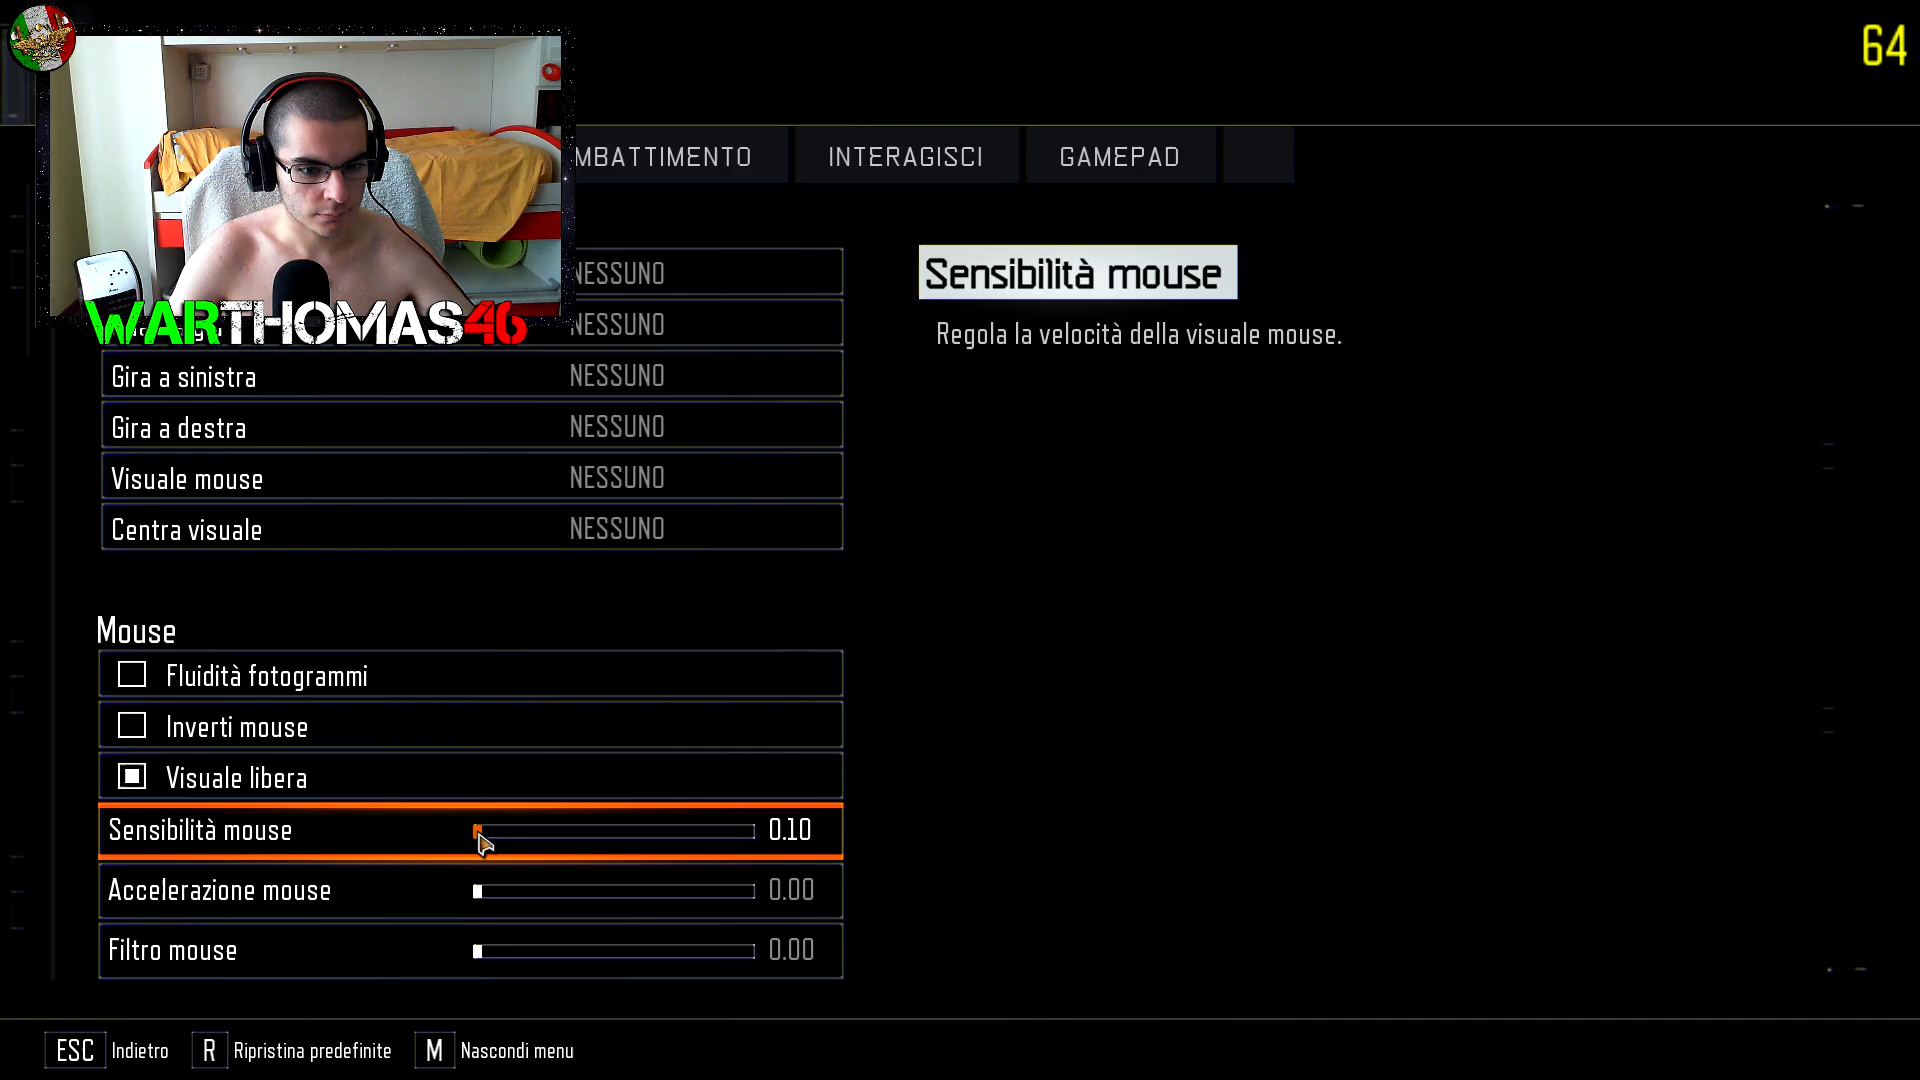 64
MBATTIMENTO
INTERAGISCI
GAMEPAD
NESSUNO
WARTHOMAS46
NESSUNO
Gira a sinistra NESSUNO
Gira a destra NESSUNO
Visuale mouse NESSUNO
Centra visuale NESSUNO
Mouse
Fluidità fotogrammi
Inverti mouse
Visuale libera
Sensibilità mouse 0.10
Accelerazione mouse 0.00
Filtro mouse 0.00
Sensibilità mouse
Regola la velocità della visuale mouse.
ESC Indietro R Ripristina predefinite M Nascondi menu